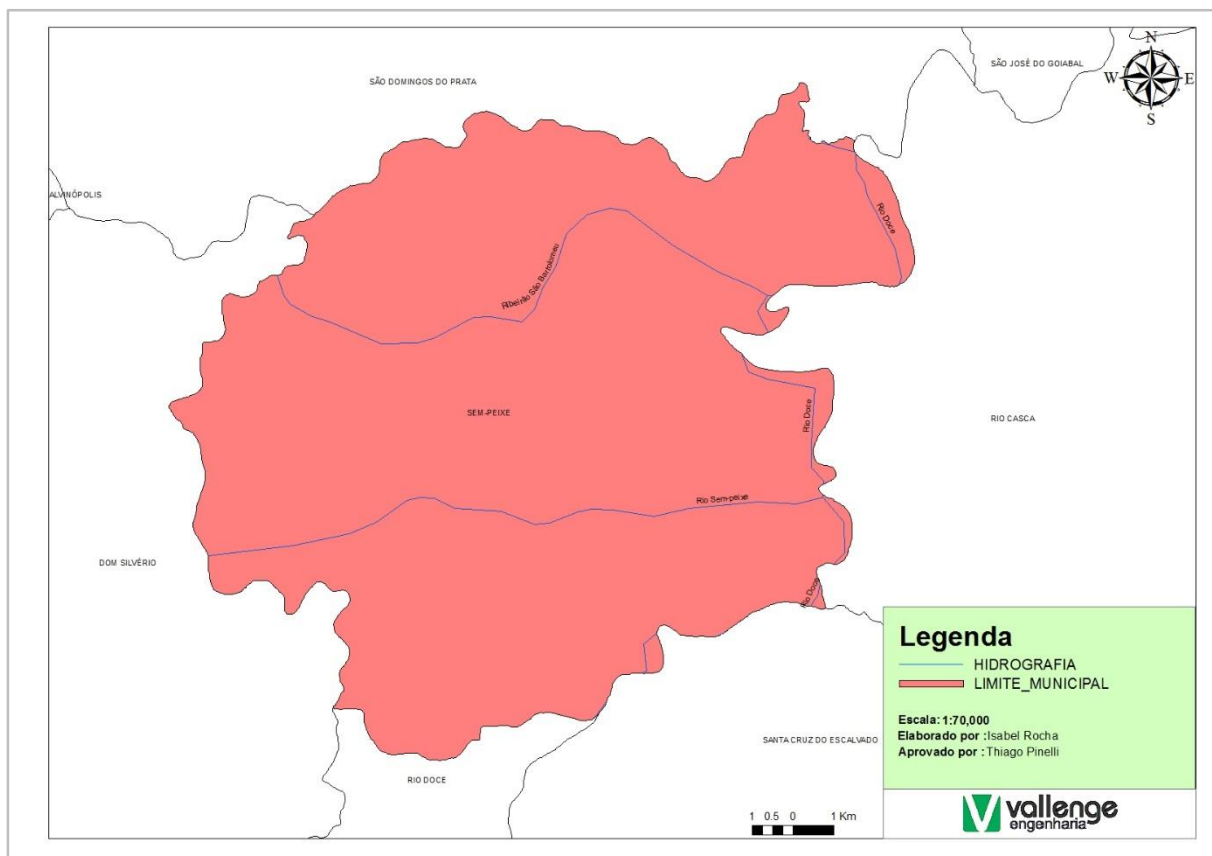 SÃO DOMINGOS DO PRATA
SÃO JOSÉ DO GOIABAL
N
W
E
S
ALVINÓPOLIS
Rio Doce
Ribeirão São Bartolomeu
SEM-PEIXE
Rio Doce
RIO CASCA
Rio Sem-peixe
DOM SILVÉRIO
Rio Doce
Legenda
HIDROGRAFIA
LIMITE_MUNICIPAL
Escala: 1:70,000
Elaborado por :Isabel Rocha
Aprovado por : Thiago Pinelli
SANTA CRUZ DO ESCALVADO
RIO DOCE
1 0.5 0 1 Km
vallenge
engenharia